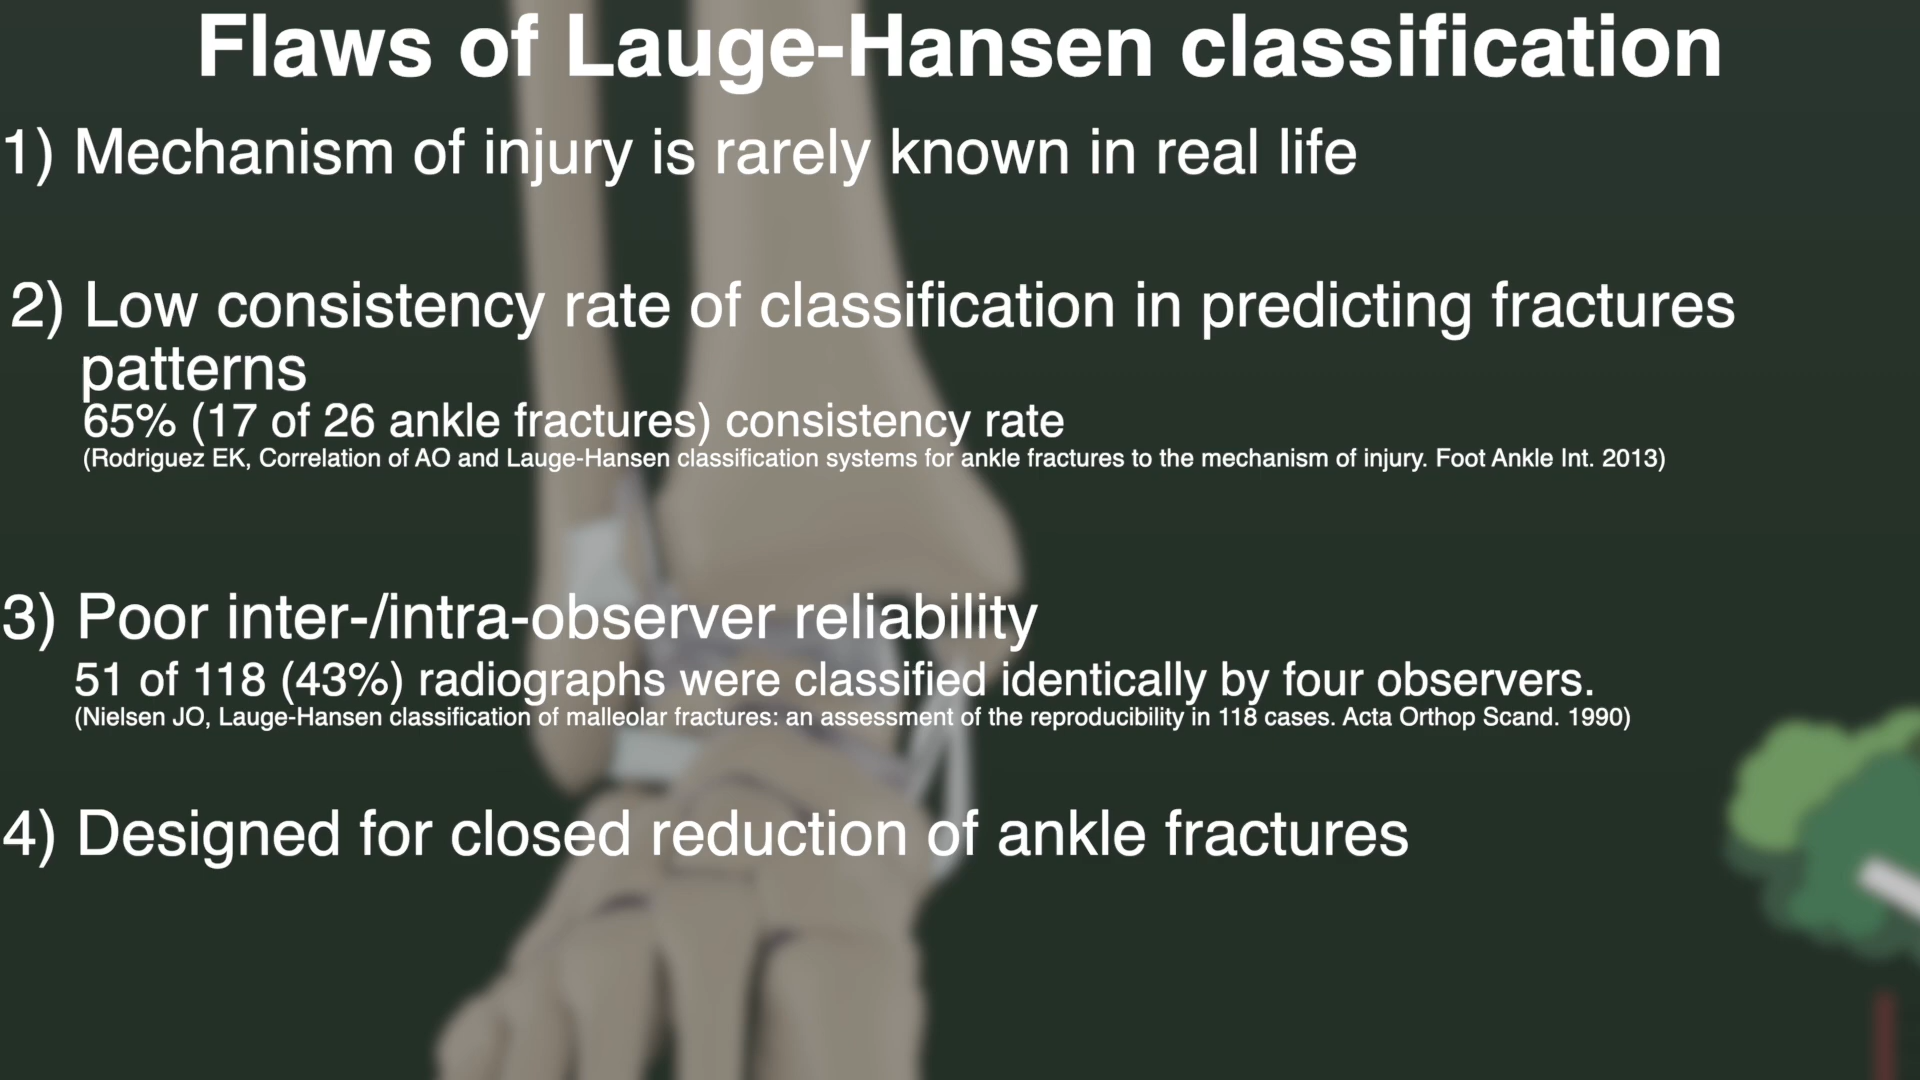 Flaws of Lauge-Hansen classification
1) Mechanism of injury is rarely known in real life
2) Low consistency rate of classification in predicting fractures
patterns
65% (17 of 26 ankle fractures) consistency rate
(Rodriguez EK, Correlation of AO and Lauge-Hansen classification systems for ankle fractures to the mechanism of injury. Foot Ankle Int. 2013)
3) Poor inter-/intra-observer reliability
51 of 118 (43%) radiographs were classified identically by four observers.
(Nielsen JO, Lauge-Hansen classification of malleolar fractures: an assessment of the reproducibility in 118 cases. Acta Orthop Scand. 1990)
4) Designed for closed reduction of ankle fractures